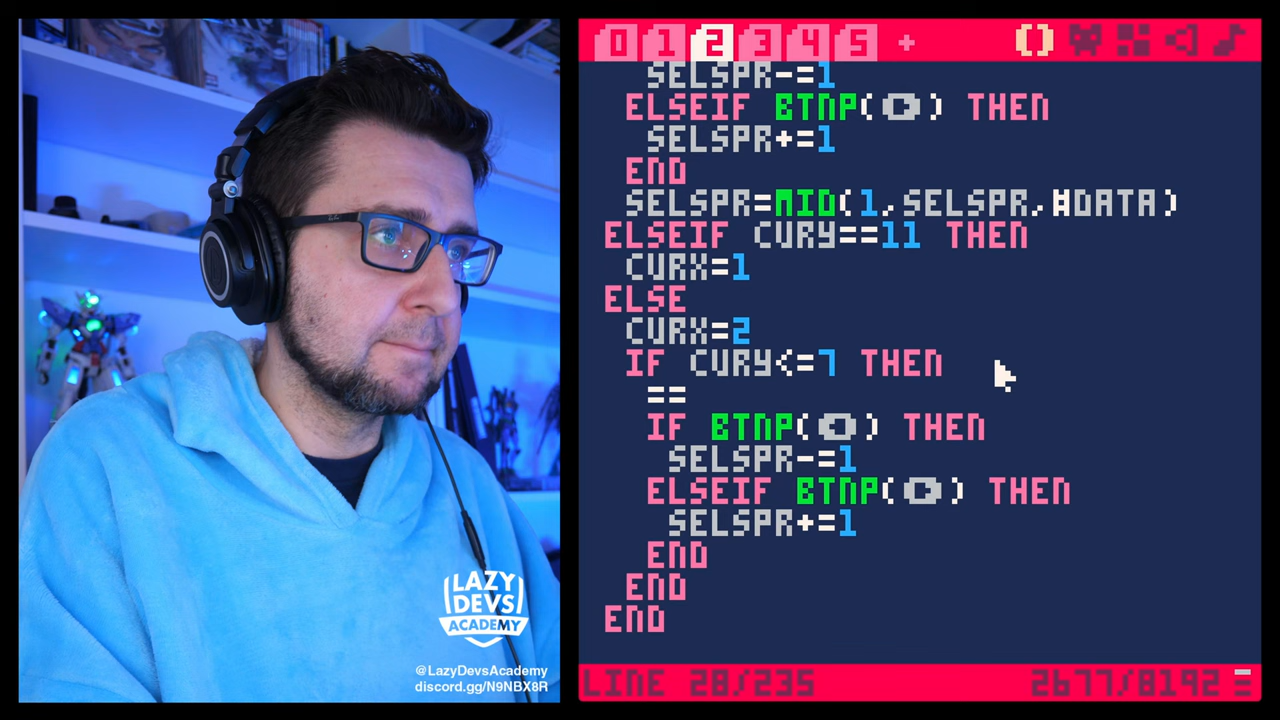 0 1 2 3 4 5 +
SELSPR-=1
ELSEIF BTNP(➡️) THEN
SELSPR+=1
END
SELSPR=MID(1,SELSPR,#DATA)
ELSEIF CURY==11 THEN
CURX=1
ELSE
CURX=2
IF CURY<=7 THEN
==
IF BTNP(⬅️) THEN
SELSPR-=1
ELSEIF BTNP(➡️) THEN
SELSPR+=1
END
END
END
LINE 28/235
2677/8192
LAZY
DEVS
ACADEMY
@LazyDevsAcademy
discord.gg/N9NBX8R